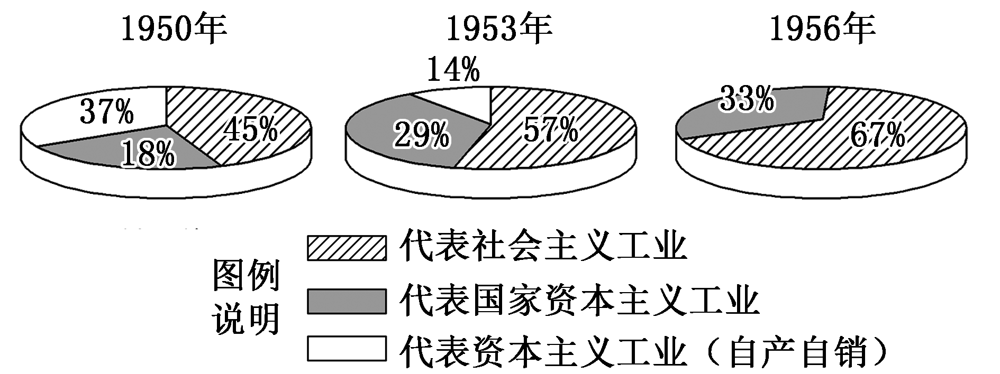 1950年
1953年
1956年
37%
45%
18%
14%
29%
57%
33%
67%
图例
说明
代表社会主义工业
代表国家资本主义工业
代表资本主义工业（自产自销）